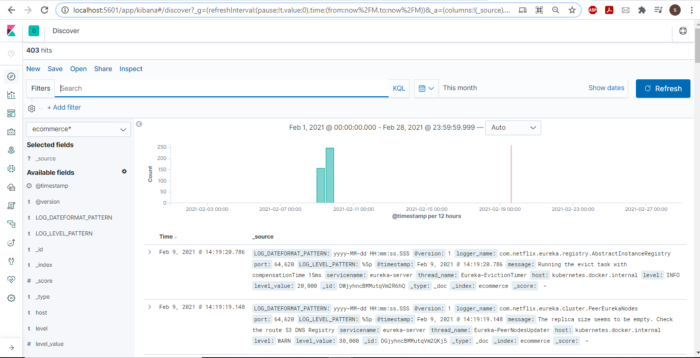 localhost:5601/app/kibana#/discover?_g=(refreshInterval:(pause:!t,value:0),time:(from:now%2FM,to:now%2FM))&_a=(columns:!(_source),...
D Discover
403 hits
New Save Open Share Inspect
Filters Search KQL This month Show dates Refresh
+ Add filter
ecommerce*
Feb 1, 2021 @ 00:00:00.000 - Feb 28, 2021 @ 23:59:59.999 — Auto
Selected fields
? _source
Available fields
@timestamp
t @version
t LOG_DATEFORMAT_PATTERN
t LOG_LEVEL_PATTERN
t _id
t _index
# _score
t _type
t host
t level
# level_value
Count
250
200
150
100
50
0
2021-02-03 00:00 2021-02-07 00:00 2021-02-11 00:00 2021-02-15 00:00 2021-02-19 00:00 2021-02-23 00:00 2021-02-27 00:00
@timestamp per 12 hours
Time _source
Feb 9, 2021 @ 14:19:20.786 LOG_DATEFORMAT_PATTERN: yyyy-MM-dd HH:mm:ss.SSS @version: 1 logger_name: com.netflix.eureka.registry.AbstractInstanceRegistry
port: 64,628 LOG_LEVEL_PATTERN: %5p @timestamp: Feb 9, 2021 @ 14:19:20.786 message: Running the evict task with
compensationTime 15ms servicename: eureka-server thread_name: Eureka-EvictionTimer host: kubernetes.docker.internal level: INFO
level_value: 20,000 _id: _type: _doc _index: ecommerce _score: -
Feb 9, 2021 @ 14:19:19.148 LOG_DATEFORMAT_PATTERN: yyyy-MM-dd HH:mm:ss.SSS @version: 1 logger_name: com.netflix.eureka.cluster.PeerEurekaNodes
port: 64,628 LOG_LEVEL_PATTERN: %5p @timestamp: Feb 9, 2021 @ 14:19:19.148 message: The replica size seems to be empty. Check
the route 53 DNS Registry servicename: eureka-server thread_name: Eureka-PeerNodesUpdater host: kubernetes.docker.internal
level: WARN level_value: 30,000 _id: _type: _doc _index: ecommerce _score: -